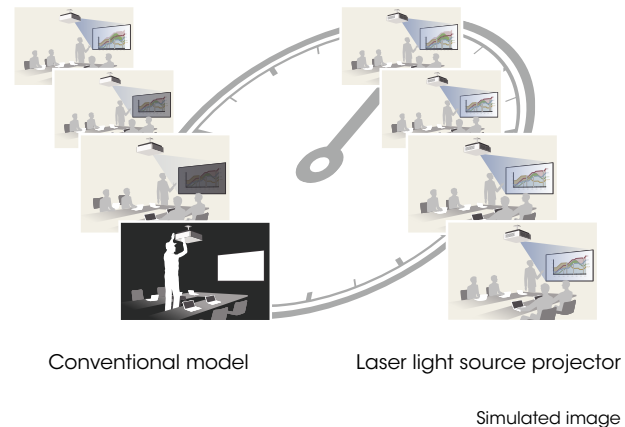 Conventional model
Laser light source projector
Simulated image